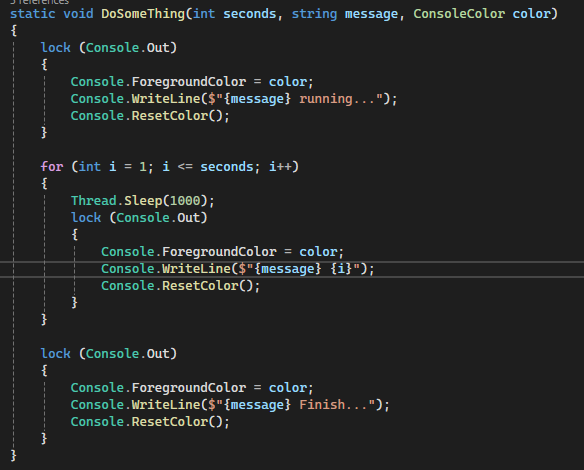 5 references
static void DoSomeThing(int seconds, string message, ConsoleColor color)
{
    lock (Console.Out)
    {
        Console.ForegroundColor = color;
        Console.WriteLine($"{message} running...");
        Console.ResetColor();
    }

    for (int i = 1; i <= seconds; i++)
    {
        Thread.Sleep(1000);
        lock (Console.Out)
        {
            Console.ForegroundColor = color;
            Console.WriteLine($"{message} {i}");
            Console.ResetColor();
        }
    }

    lock (Console.Out)
    {
        Console.ForegroundColor = color;
        Console.WriteLine($"{message} Finish...");
        Console.ResetColor();
    }
}